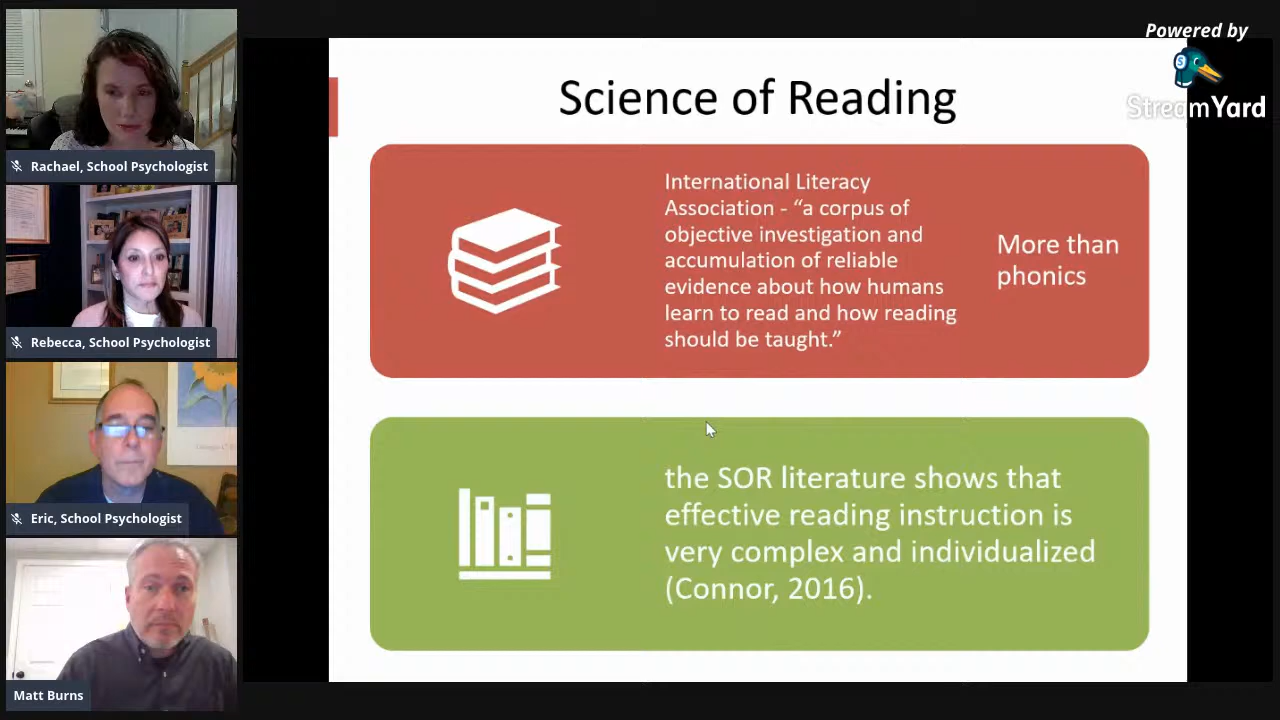 Powered by
StreamYard
Rachael, School Psychologist
Rebecca, School Psychologist
Eric, School Psychologist
Matt Burns
Science of Reading
International Literacy
Association - “a corpus of
objective investigation and
accumulation of reliable
evidence about how humans
learn to read and how reading
should be taught.”
More than
phonics
the SOR literature shows that
effective reading instruction is
very complex and individualized
(Connor, 2016).